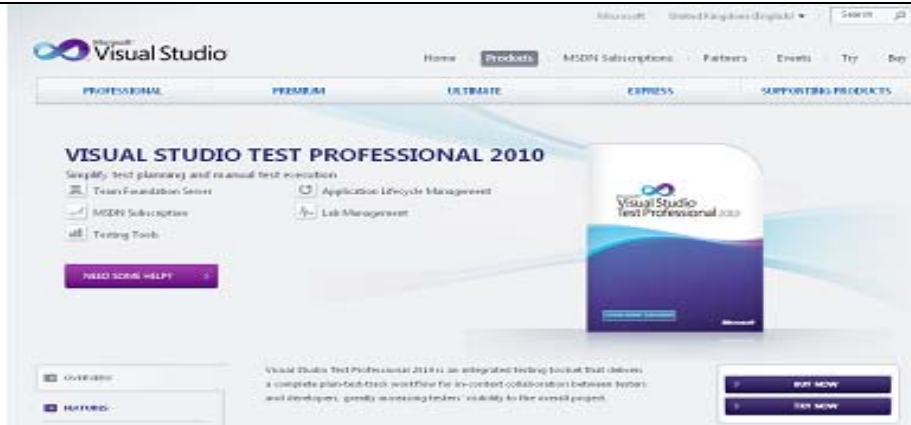 Microsoft United Kingdom (English) Search
Microsoft
Visual Studio
Home Products MSDN Subscriptions Partners Events Try Buy
PROFESSIONAL PREMIUM ULTIMATE EXPRESS SUPPORTING PRODUCTS
VISUAL STUDIO TEST PROFESSIONAL 2010
Simplify test planning and manual test execution
Team Foundation Server Application Lifecycle Management
MSDN Subscription Lab Management
Testing Tools
NEED SOME HELP?
Visual Studio
Test Professional 2010
Microsoft
OVERVIEW
FEATURES
Visual Studio Test Professional 2010 is an integrated testing toolset that delivers
a complete plan-test-track workflow for in-context collaboration between testers
and developers, greatly increasing testers' visibility to the overall project.
BUY NOW
TRY NOW